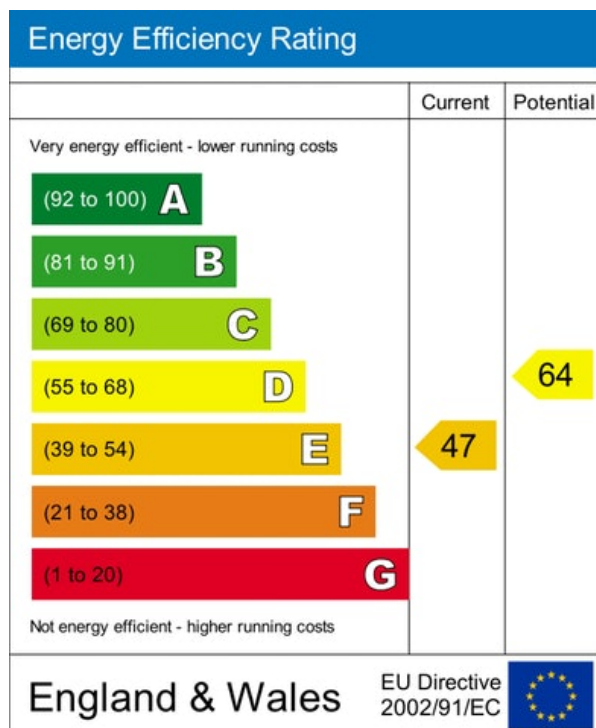 Energy Efficiency Rating
Current Potential
Very energy efficient - lower running costs
(92 to 100) A
(81 to 91) B
(69 to 80) C
(55 to 68) D
64
(39 to 54) E
47
(21 to 38) F
(1 to 20) G
Not energy efficient - higher running costs
England & Wales
EU Directive
2002/91/EC